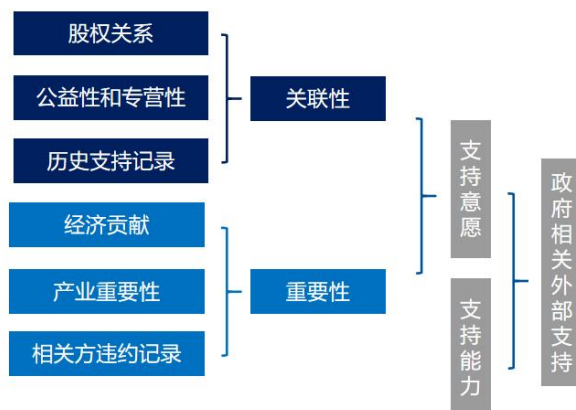 股权关系
公益性和专营性
历史支持记录
关联性
经济贡献
产业重要性
相关方违约记录
重要性
支持意愿
支持能力
政府相关外部支持